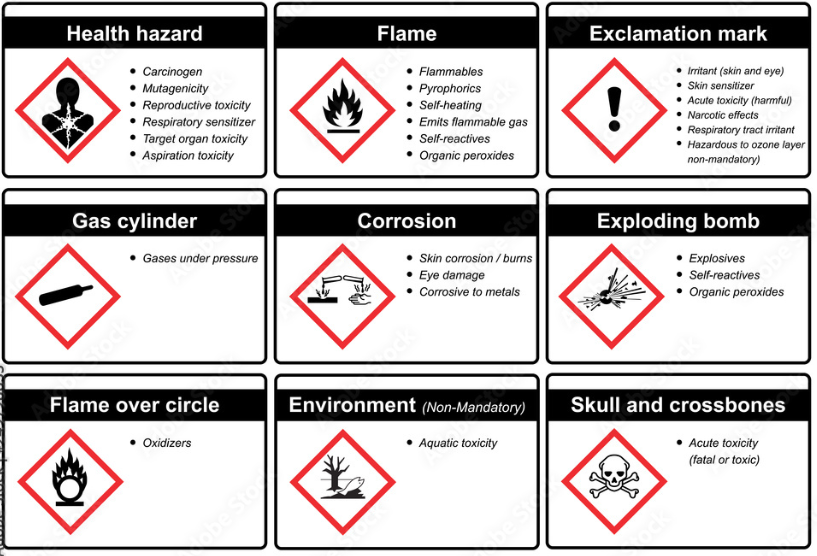 Health hazard
Carcinogen
Mutagenicity
Reproductive toxicity
Respiratory sensitizer
Target organ toxicity
Aspiration toxicity
Flame
Flammables
Pyrophorics
Self-heating
Emits flammable gas
Self-reactives
Organic peroxides
Exclamation mark
Irritant (skin and eye)
Skin sensitizer
Acute toxicity (harmful)
Narcotic effects
Respiratory tract irritant
Hazardous to ozone layer
non-mandatory)
Gas cylinder
Gases under pressure
Corrosion
Skin corrosion / burns
Eye damage
Corrosive to metals
Exploding bomb
Explosives
Self-reactives
Organic peroxides
Flame over circle
Oxidizers
Environment (Non-Mandatory)
Aquatic toxicity
Skull and crossbones
Acute toxicity
(fatal or toxic)
Adobe Stock